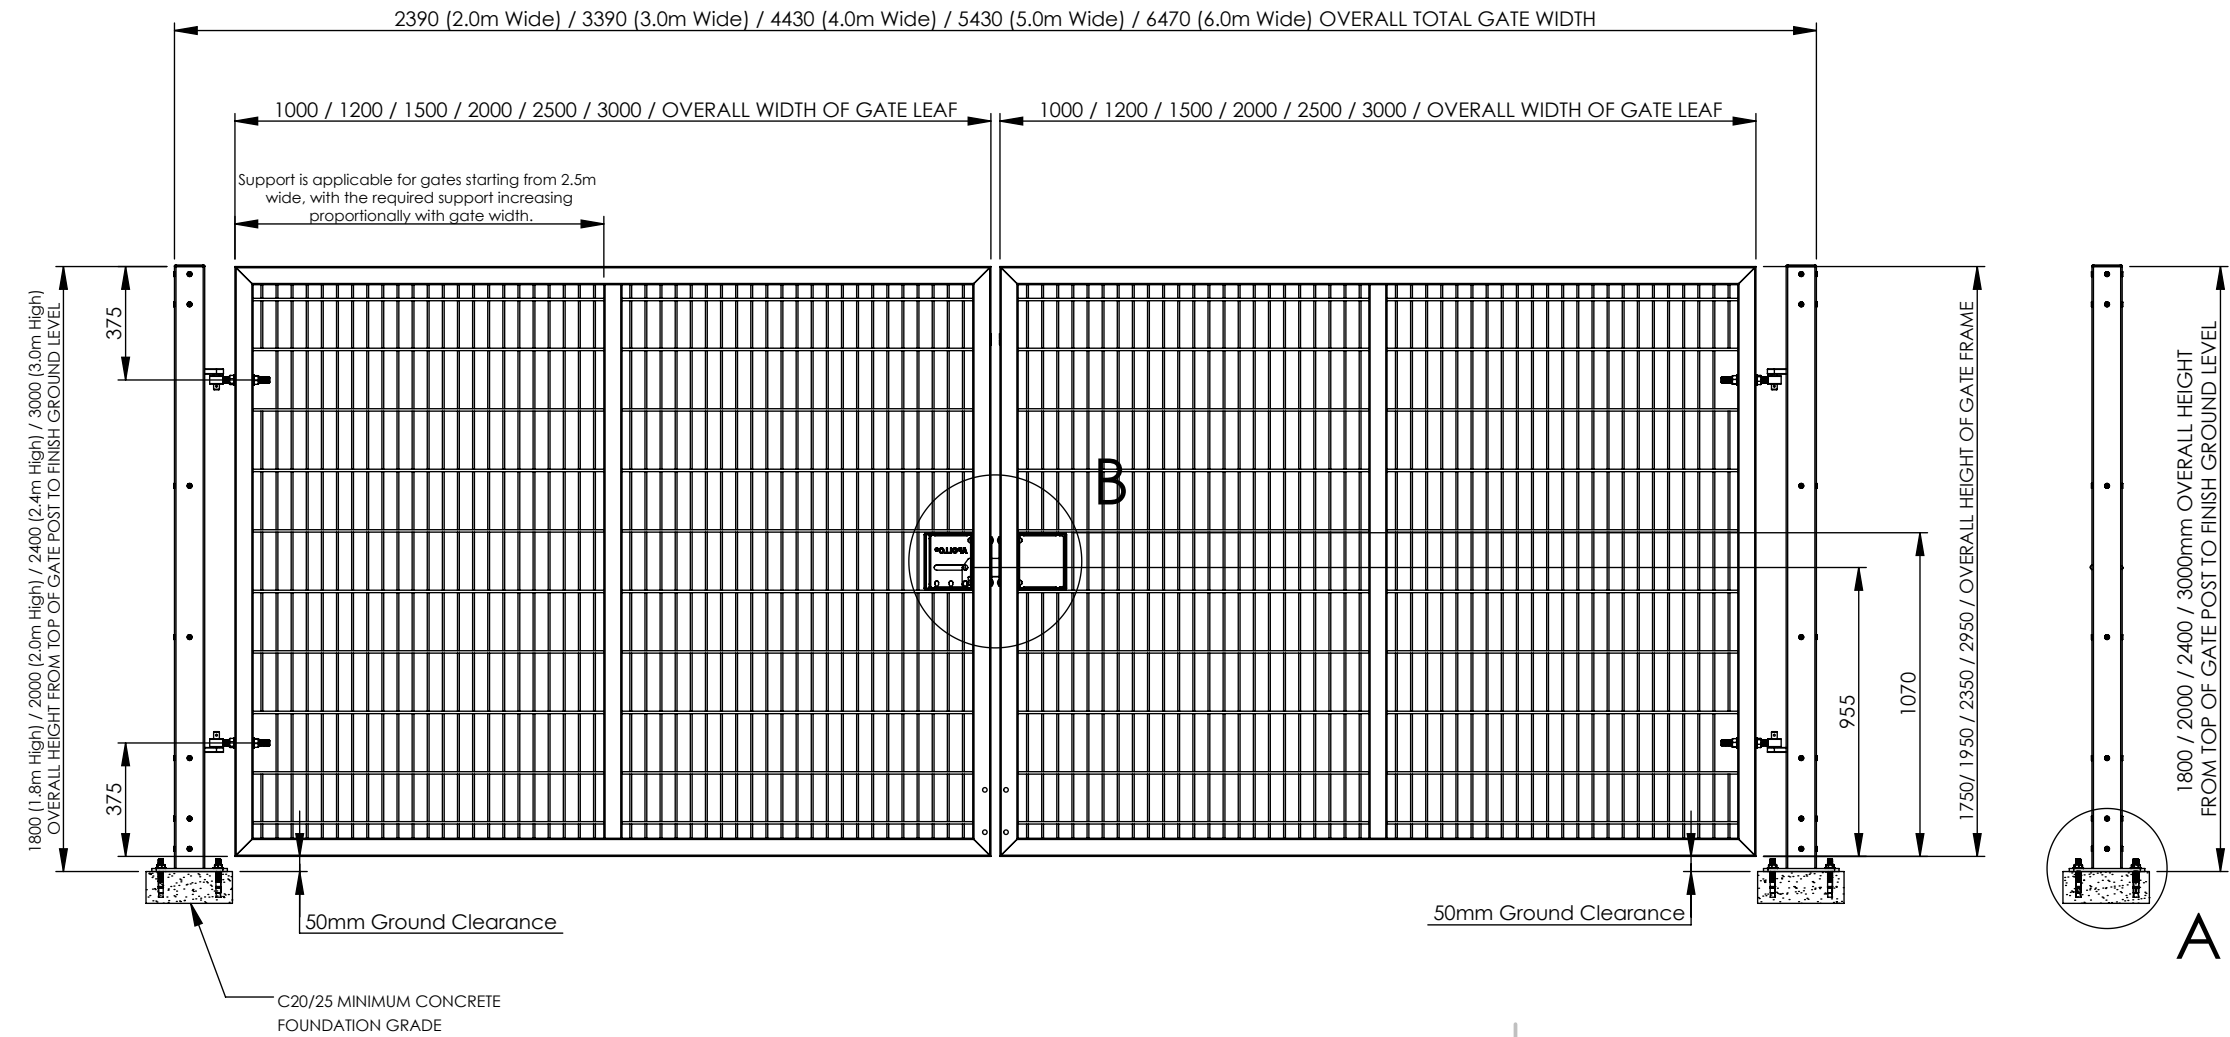 2390 (2.0m Wide) / 3390 (3.0m Wide) / 4430 (4.0m Wide) / 5430 (5.0m Wide) / 6470 (6.0m Wide) OVERALL TOTAL GATE WIDTH
1000 / 1200 / 1500 / 2000 / 2500 / 3000 / OVERALL WIDTH OF GATE LEAF
1000 / 1200 / 1500 / 2000 / 2500 / 3000 / OVERALL WIDTH OF GATE LEAF
Support is applicable for gates starting from 2.5m
wide, with the required support increasing
proportionally with gate width.
1800 (1.8m High) / 2000 (2.0m High) / 2400 (2.4m High) / 3000 (3.0m High)
OVERALL HEIGHT FROM TOP OF GATE POST TO FINISH GROUND LEVEL
375
375
B
955
1070
1750/ 1950 / 2350 / 2950 / OVERALL HEIGHT OF GATE FRAME
1800 / 2000 / 2400 / 3000mm OVERALL HEIGHT
FROM TOP OF GATE POST TO FINISH GROUND LEVEL
50mm Ground Clearance
50mm Ground Clearance
A
C20/25 MINIMUM CONCRETE
FOUNDATION GRADE